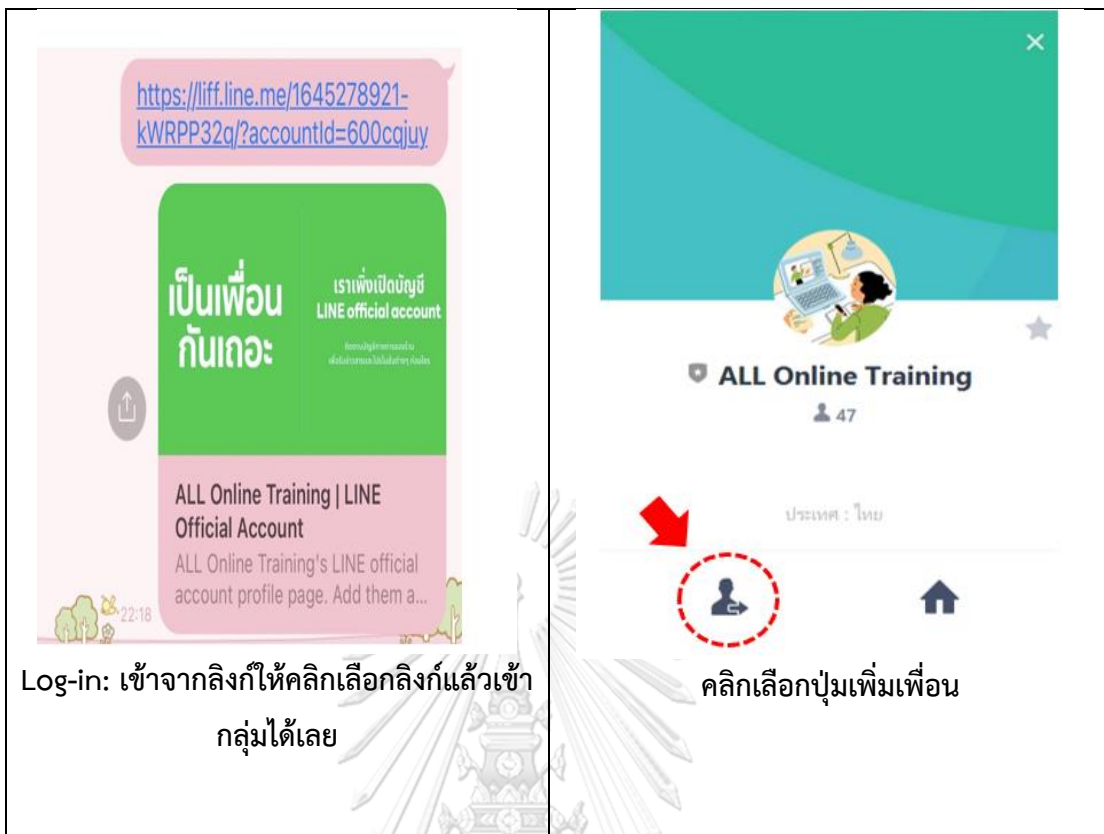 https://liff.line.me/1645278921-
kWRPP32q/?accountId=600cqjuy
เป็นเพื่อน
กันเถอะ
เราเพิ่งเปิดบัญชี
LINE official account
ALL Online Training | LINE
Official Account
ALL Online Training's LINE official
account profile page. Add them a...
22:18
Log-in: เข้าจากลิงก์ให้คลิกเลือกลิงก์แล้วเข้า
กลุ่มได้เลย
ALL Online Training
47
ประเทศ : ไทย
คลิกเลือกปุ่มเพิ่มเพื่อน